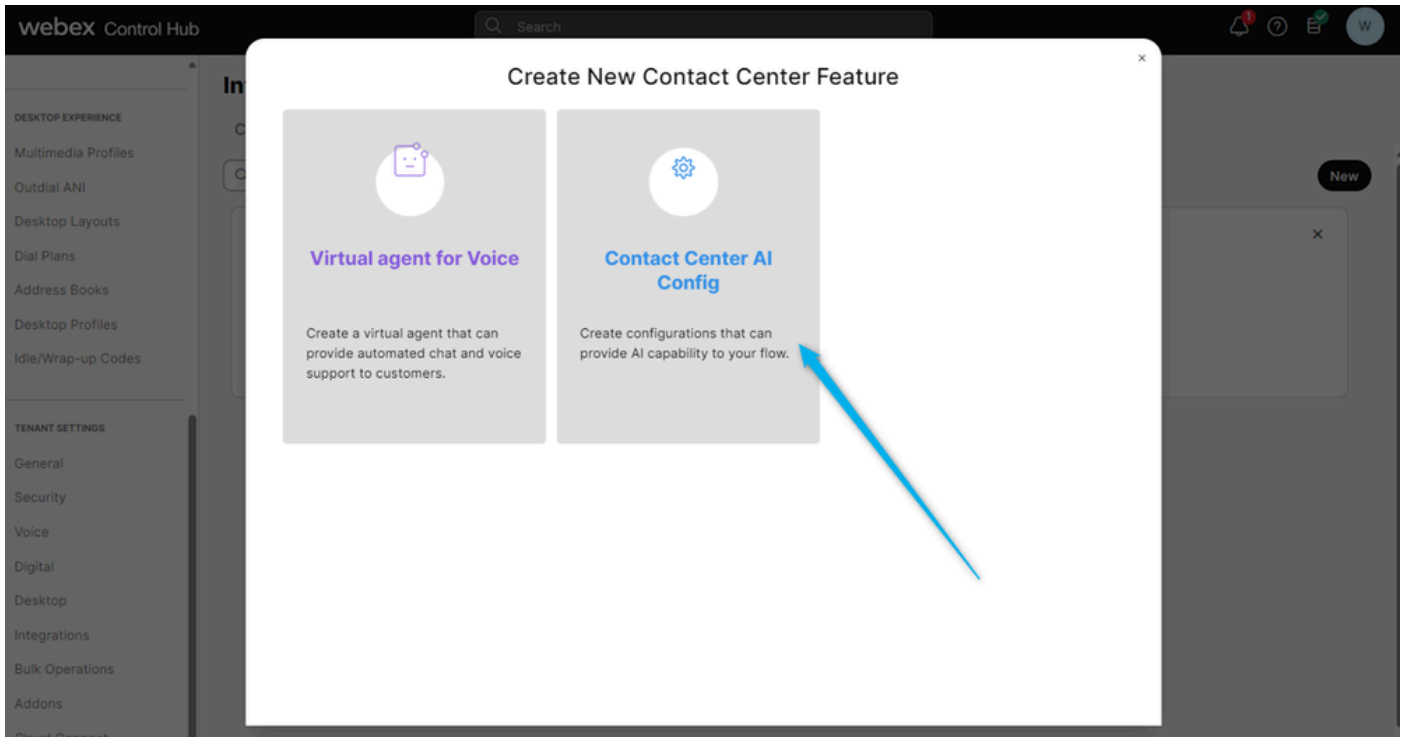 webex Control Hub
Search
1
W
Create New Contact Center Feature
DESKTOP EXPERIENCE
Multimedia Profiles
Outdial ANI
Desktop Layouts
Dial Plans
Address Books
Desktop Profiles
Idle/Wrap-up Codes
TENANT SETTINGS
General
Security
Voice
Digital
Desktop
Integrations
Bulk Operations
Addons
New
Virtual agent for Voice
Create a virtual agent that can
provide automated chat and voice
support to customers.
Contact Center AI
Config
Create configurations that can
provide AI capability to your flow.